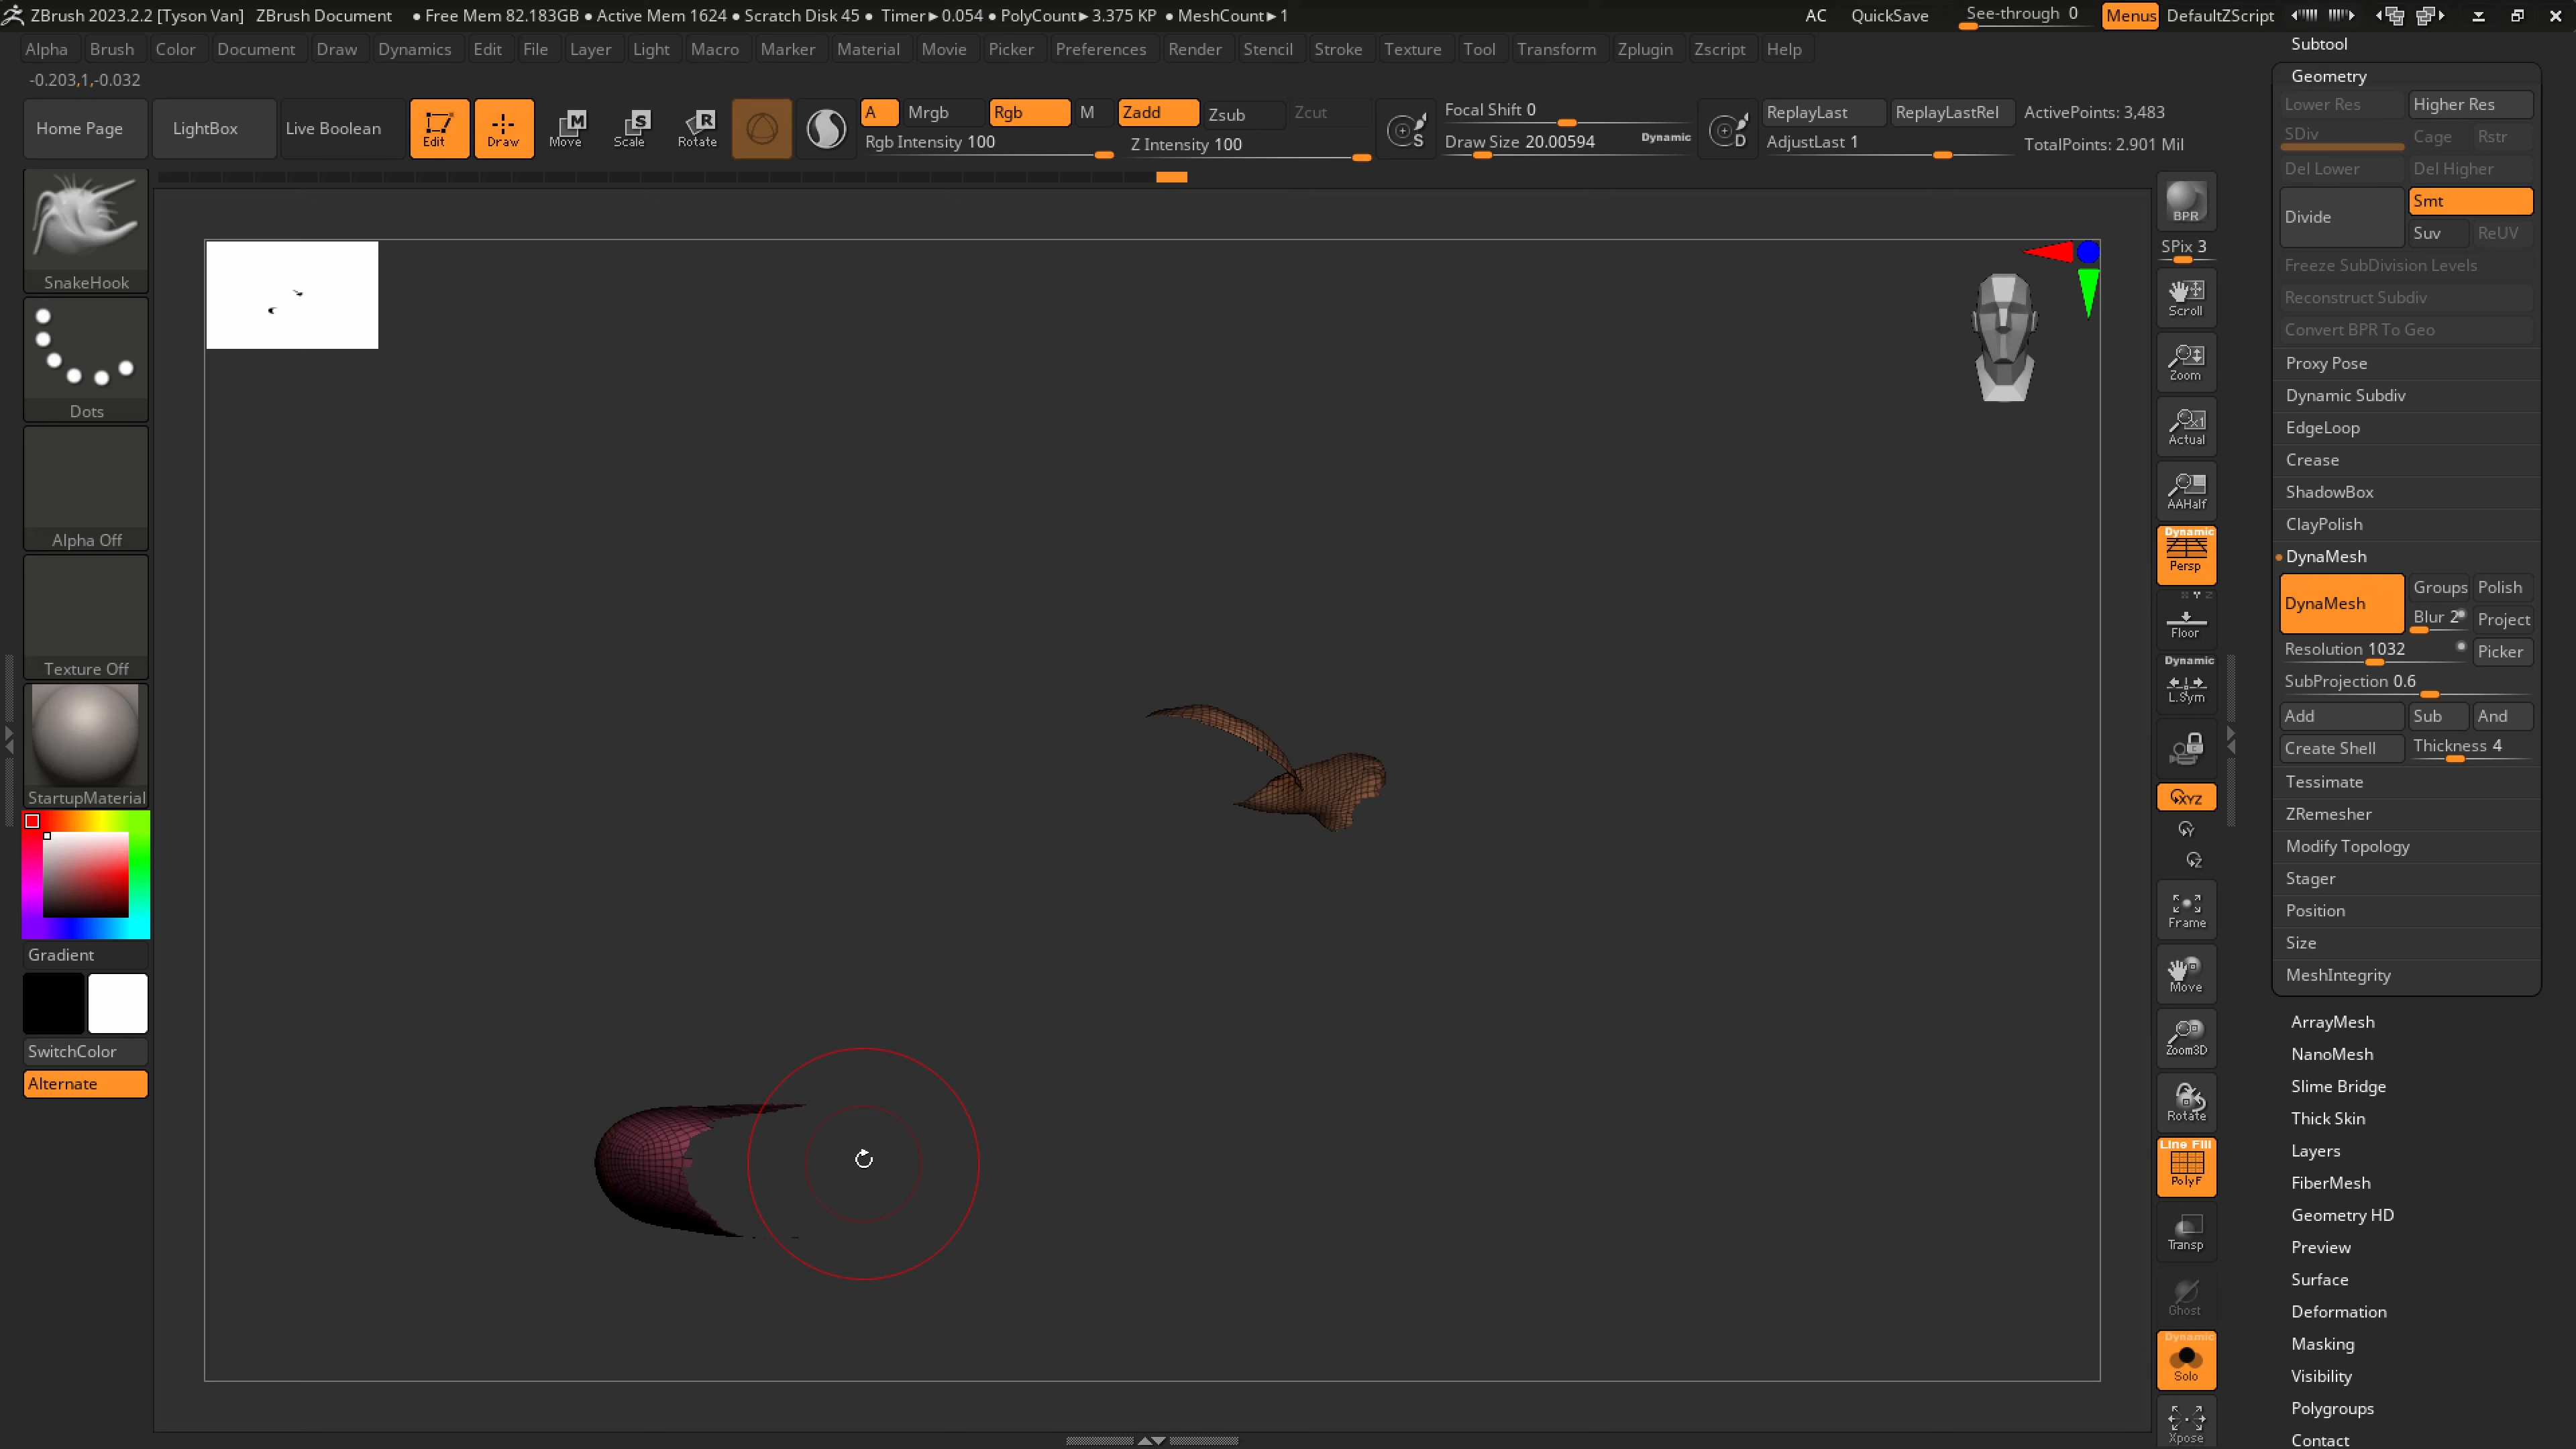 ZBrush 2023.2.2 [Tyson Van] ZBrush Document ● Free Mem 82.183GB ● Active Mem 1624 ● Scratch Disk 45 ● Timer►0.054 ● PolyCount►3.375 KP ● MeshCount►1 AC QuickSave See-through 0 Menus DefaultZScript
Alpha Brush Color Document Draw Dynamics Edit File Layer Light Macro Marker Material Movie Picker Preferences Render Stencil Stroke Texture Tool Transform Zplugin Zscript Help
-0.203,1,-0.032
Home Page LightBox Live Boolean Edit Draw Move Scale Rotate
A Mrgb Rgb M Zadd Zsub Zcut
Rgb Intensity 100 Z Intensity 100
Focal Shift 0
Draw Size 20.00594 Dynamic
ReplayLast ReplayLastRel ActivePoints: 3,483
AdjustLast 1 TotalPoints: 2.901 Mil
SnakeHook
Dots
Alpha Off
Texture Off
StartupMaterial
Gradient
SwitchColor
Alternate
BPR
SPix 3
Scroll
Zoom
Actual
AAHalf
Dynamic
Persp
Floor
Dynamic
L.Sym
XYZ
Y
Z
Frame
Move
Zoom3D
Rotate
Line Fill
PolyF
Transp
Ghost
Dynamic
Solo
Xpose
Subtool
Geometry
Lower Res Higher Res
SDiv Cage Rstr
Del Lower Del Higher
Divide Smt
Suv ReUV
Freeze SubDivision Levels
Reconstruct Subdiv
Convert BPR To Geo
Proxy Pose
Dynamic Subdiv
EdgeLoop
Crease
ShadowBox
ClayPolish
DynaMesh
DynaMesh Groups Polish
Blur 2 Project
Resolution 1032 Picker
SubProjection 0.6
Add Sub And
Create Shell Thickness 4
Tessimate
ZRemesher
Modify Topology
Stager
Position
Size
MeshIntegrity
ArrayMesh
NanoMesh
Slime Bridge
Thick Skin
Layers
FiberMesh
Geometry HD
Preview
Surface
Deformation
Masking
Visibility
Polygroups
Contact